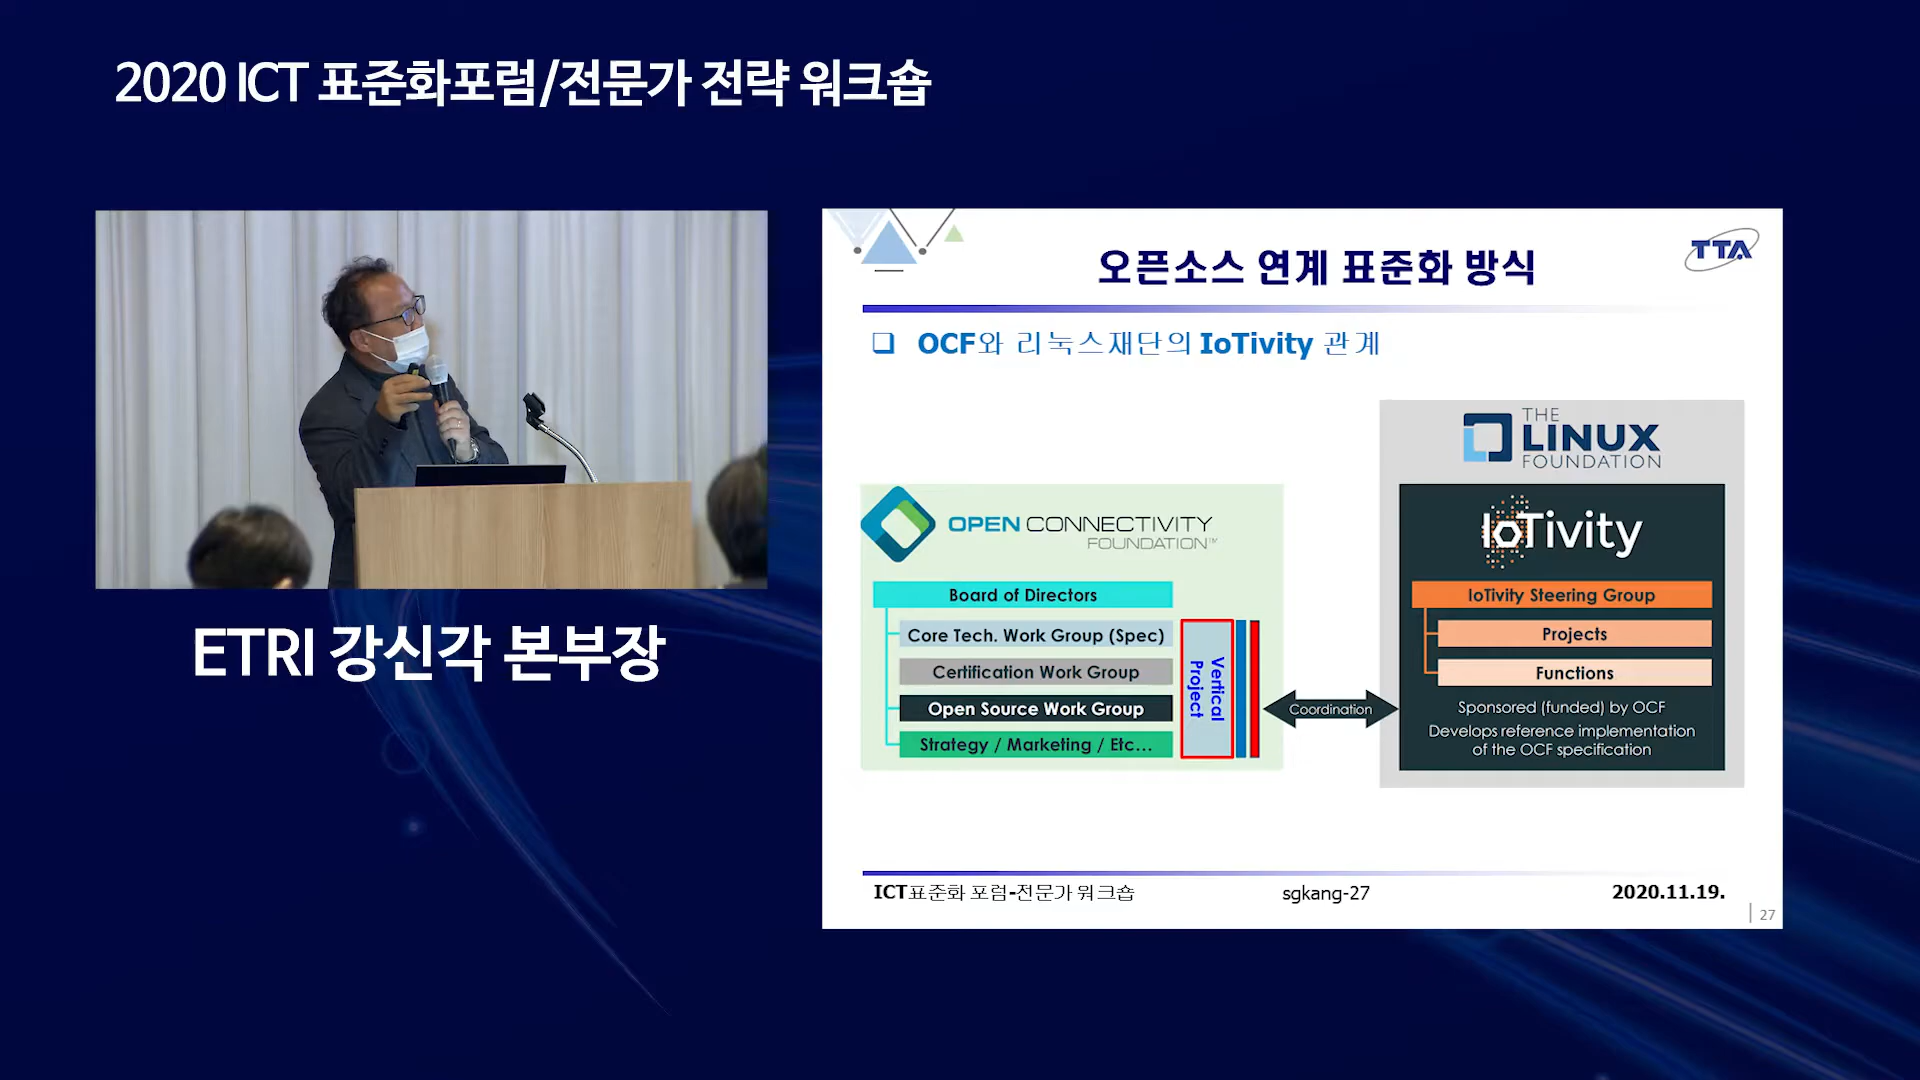 2020 ICT 표준화포럼/전문가 전략 워크숍
ETRI 강신각 본부장
오픈소스 연계 표준화 방식
TTA
❑ OCF와 리눅스재단의 IoTivity 관계
THE
LINUX
FOUNDATION
OPEN CONNECTIVITY
FOUNDATION™
Board of Directors
Core Tech. Work Group (Spec)
Certification Work Group
Open Source Work Group
Strategy / Marketing / Etc...
Vertical
Project
Coordination
IoTivity
IoTivity Steering Group
Projects
Functions
Sponsored (funded) by OCF
Develops reference implementation
of the OCF specification
ICT표준화 포럼-전문가 워크숍
sgkang-27
2020.11.19.
27